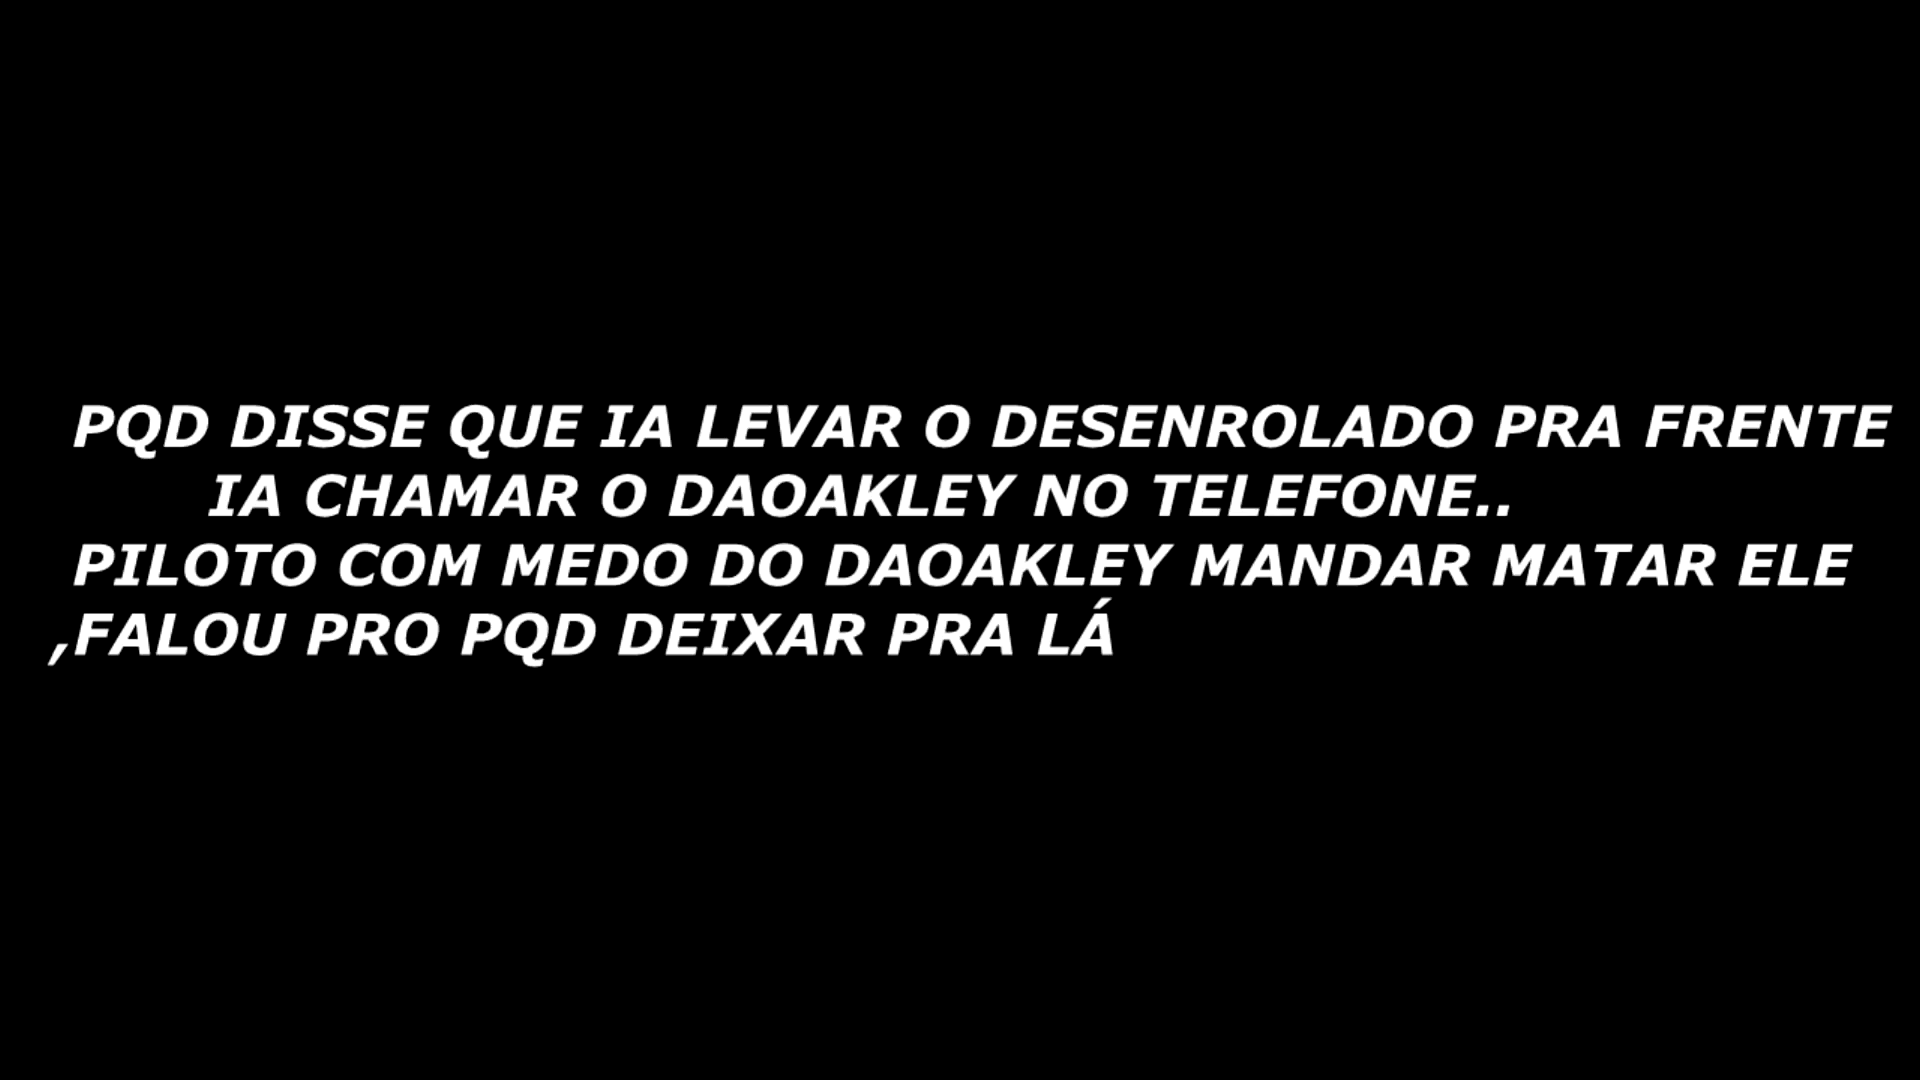 PQD DISSE QUE IA LEVAR O DESENROLADO PRA FRENTE
IA CHAMAR O DAOAKLEY NO TELEFONE..
PILOTO COM MEDO DO DAOAKLEY MANDAR MATAR ELE
,FALOU PRO PQD DEIXAR PRA LÁ